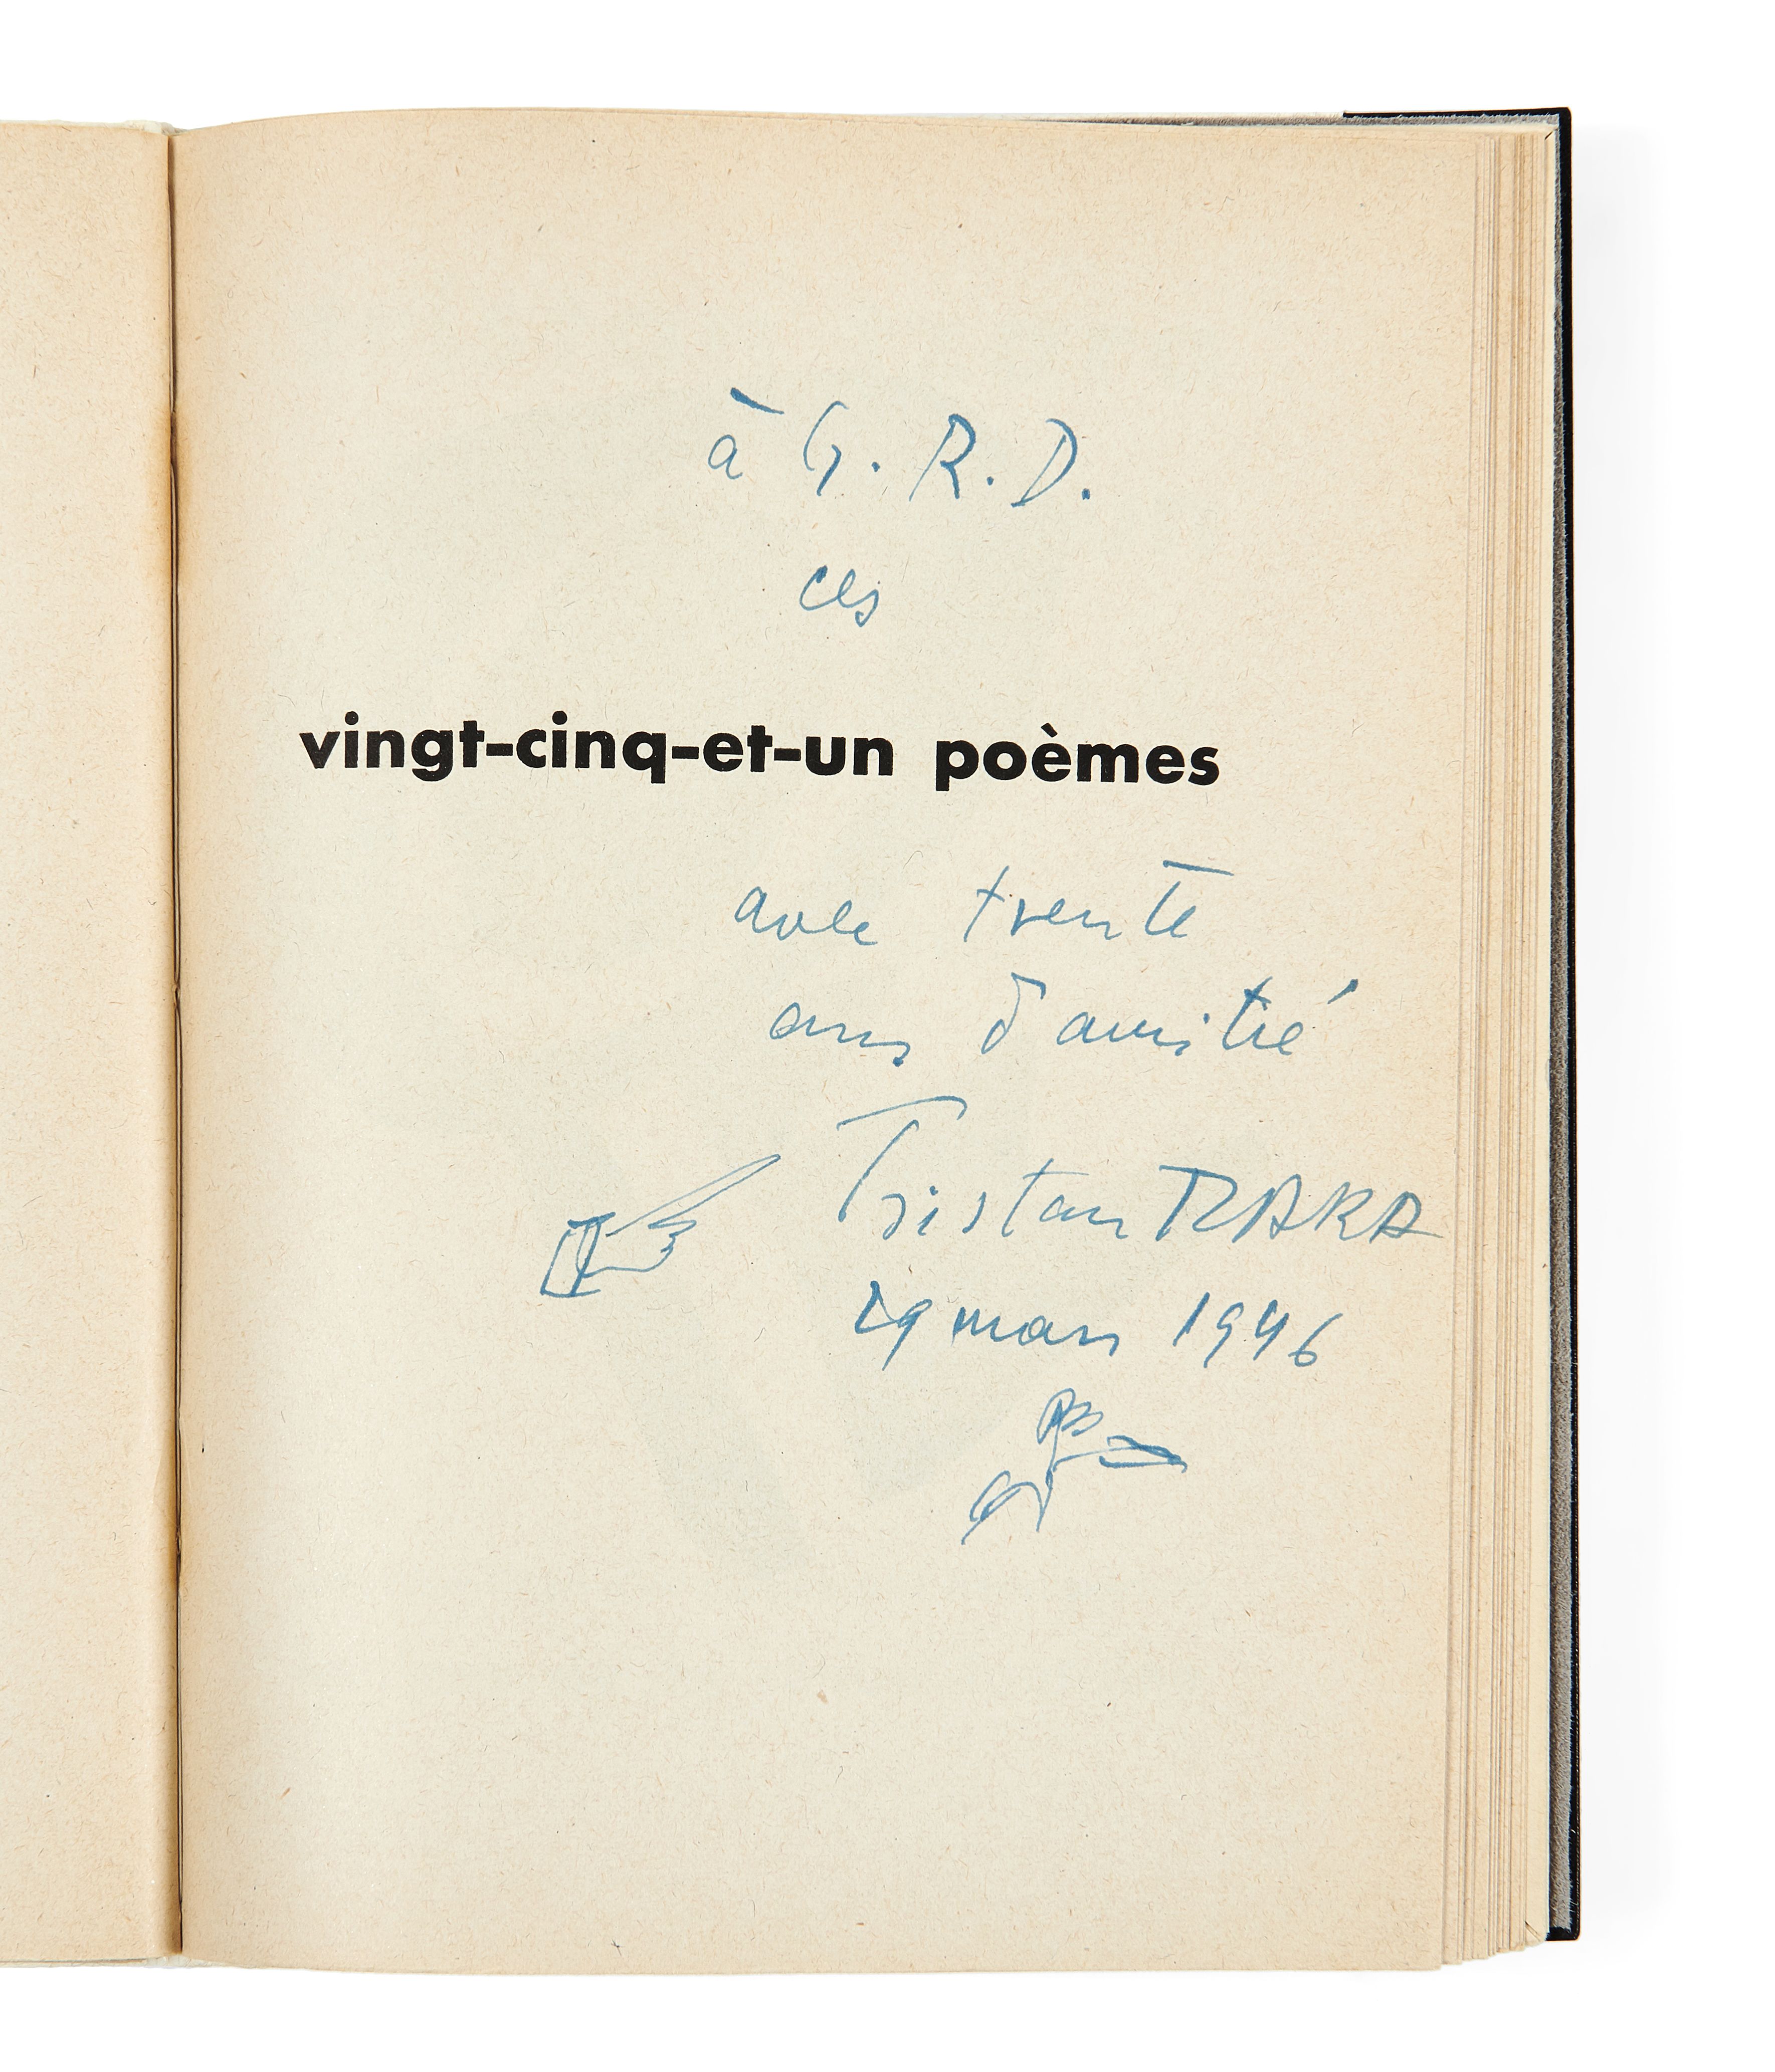 à G. R. D.
ces
vingt-cinq-et-un poèmes
avec trente
ans d'amitié
Tristan TZARA
29 mars 1946